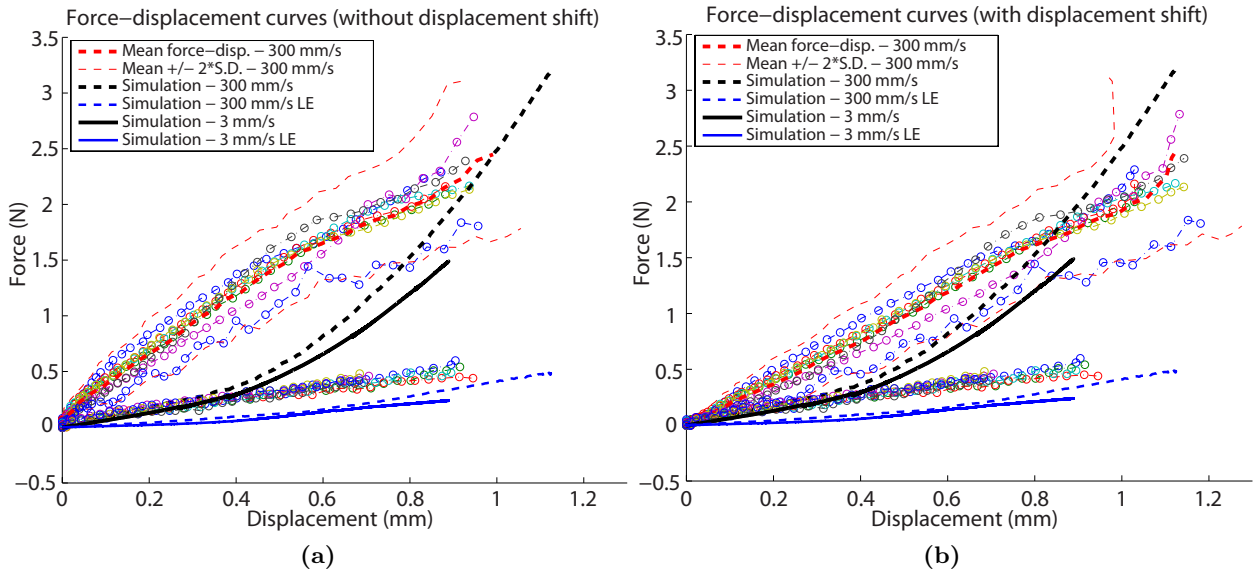 Force−displacement curves (without displacement shift)
3.5
3
2.5
2
1.5
1
0.5
0
−0.5
Force (N)
Mean force−disp. − 300 mm/s
Mean +/− 2*S.D. − 300 mm/s
Simulation − 300 mm/s
Simulation − 300 mm/s LE
Simulation − 3 mm/s
Simulation − 3 mm/s LE
0 0.2 0.4 0.6 0.8 1 1.2
Displacement (mm)
(a)
Force−displacement curves (with displacement shift)
3.5
3
2.5
2
1.5
1
0.5
0
−0.5
Force (N)
Mean force−disp. − 300 mm/s
Mean +/− 2*S.D. − 300 mm/s
Simulation − 300 mm/s
Simulation − 300 mm/s LE
Simulation − 3 mm/s
Simulation − 3 mm/s LE
0 0.2 0.4 0.6 0.8 1 1.2
Displacement (mm)
(b)